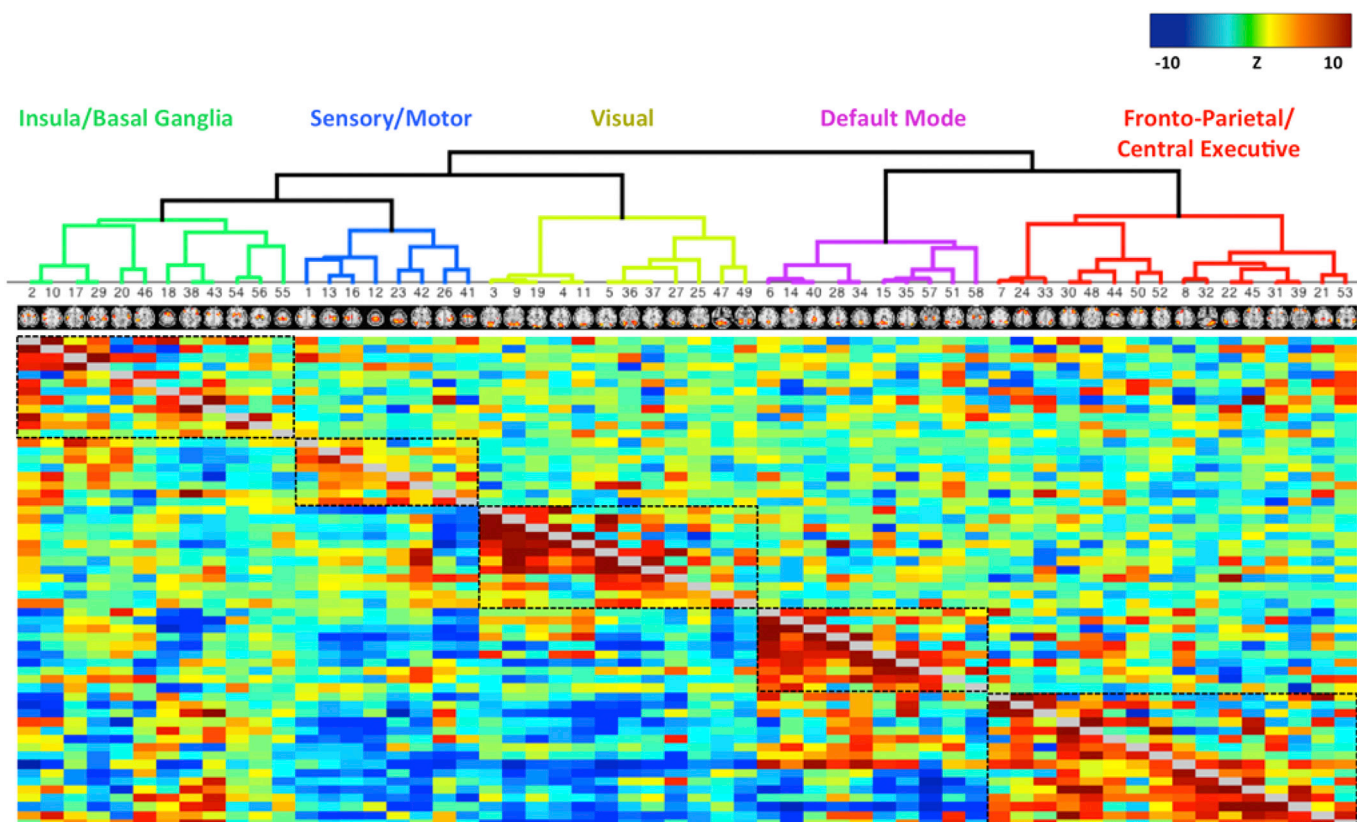 -10 Z 10
Insula/Basal Ganglia Sensory/Motor Visual Default Mode Fronto-Parietal/
Central Executive
2 10 17 29 20 46 18 38 43 54 56 55 1 13 16 12 23 42 26 41 3 9 19 4 11 5 36 37 27 25 47 49 6 14 40 28 34 15 35 57 51 58 7 24 33 30 48 44 50 52 8 32 22 45 31 39 21 53